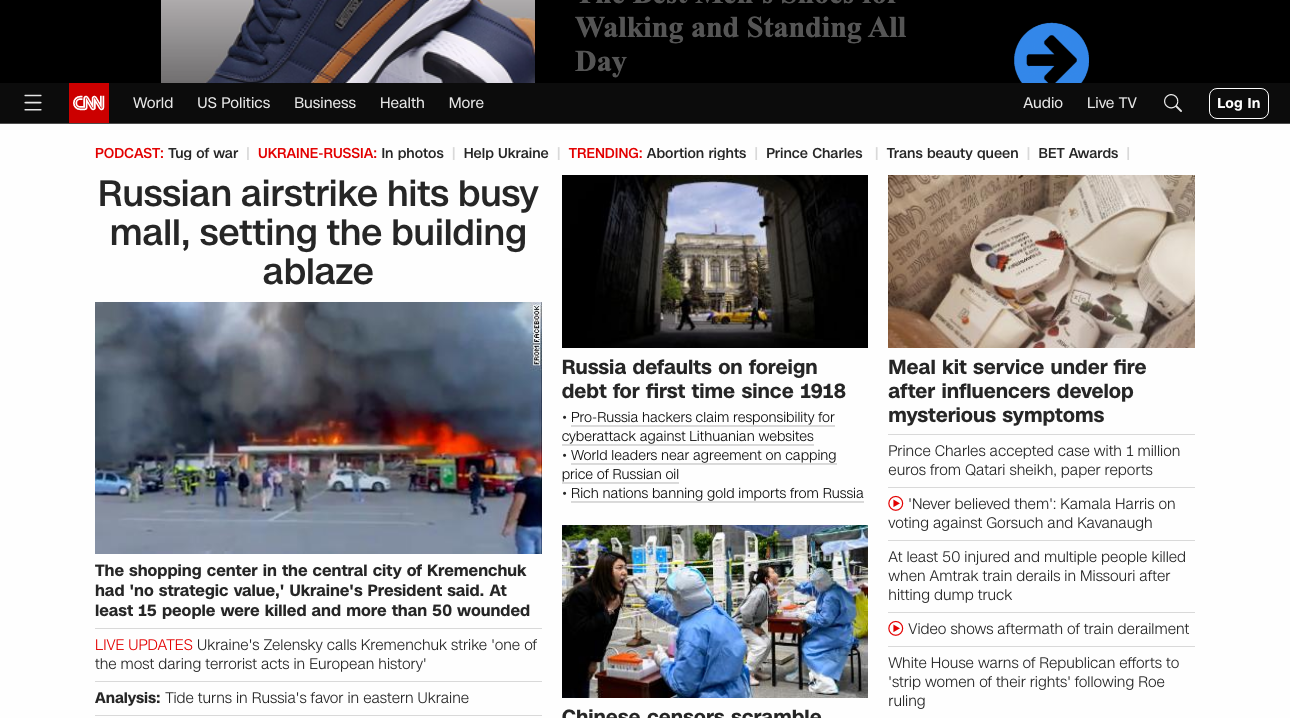 The Best Men's Shoes for
Walking and Standing All
Day
CNN World US Politics Business Health More Audio Live TV Log In
PODCAST: Tug of war | UKRAINE-RUSSIA: In photos | Help Ukraine | TRENDING: Abortion rights | Prince Charles | Trans beauty queen | BET Awards |
Russian airstrike hits busy
mall, setting the building
ablaze
FROM FACEBOOK
The shopping center in the central city of Kremenchuk
had 'no strategic value,' Ukraine's President said. At
least 15 people were killed and more than 50 wounded
LIVE UPDATES Ukraine's Zelensky calls Kremenchuk strike 'one of
the most daring terrorist acts in European history'
Analysis: Tide turns in Russia's favor in eastern Ukraine
Russia defaults on foreign
debt for first time since 1918
• Pro-Russia hackers claim responsibility for
cyberattack against Lithuanian websites
• World leaders near agreement on capping
price of Russian oil
• Rich nations banning gold imports from Russia
Chinese censors scramble
Meal kit service under fire
after influencers develop
mysterious symptoms
Prince Charles accepted case with 1 million
euros from Qatari sheikh, paper reports
'Never believed them': Kamala Harris on
voting against Gorsuch and Kavanaugh
At least 50 injured and multiple people killed
when Amtrak train derails in Missouri after
hitting dump truck
Video shows aftermath of train derailment
White House warns of Republican efforts to
'strip women of their rights' following Roe
ruling